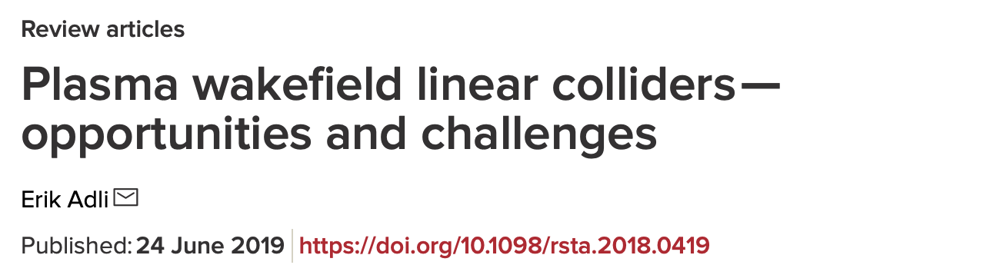 Review articles
Plasma wakefield linear colliders—
opportunities and challenges
Erik Adli
Published: 24 June 2019 https://doi.org/10.1098/rsta.2018.0419